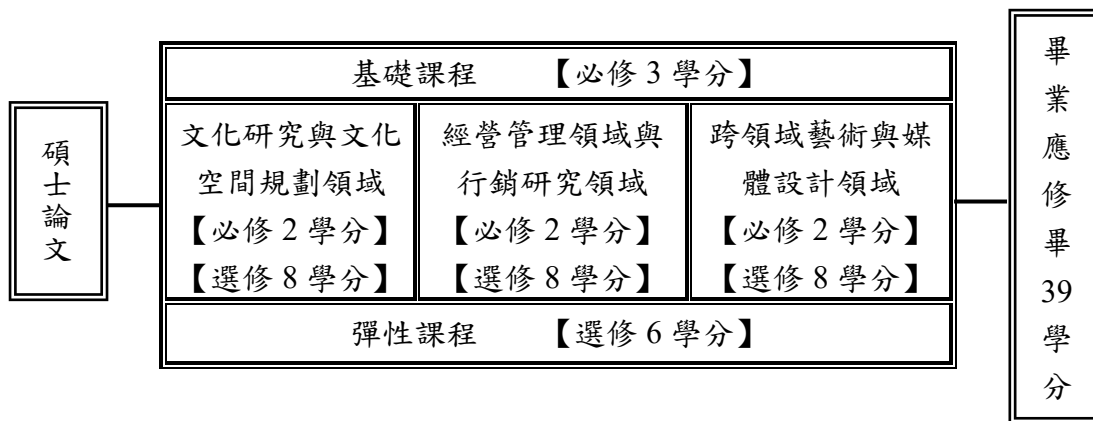 碩士論文
基礎課程 【必修 3 學分】
文化研究與文化
空間規劃領域
【必修 2 學分】
【選修 8 學分】
經營管理領域與
行銷研究領域
【必修 2 學分】
【選修 8 學分】
跨領域藝術與媒
體設計領域
【必修 2 學分】
【選修 8 學分】
彈性課程 【選修 6 學分】
畢業應修畢39學分